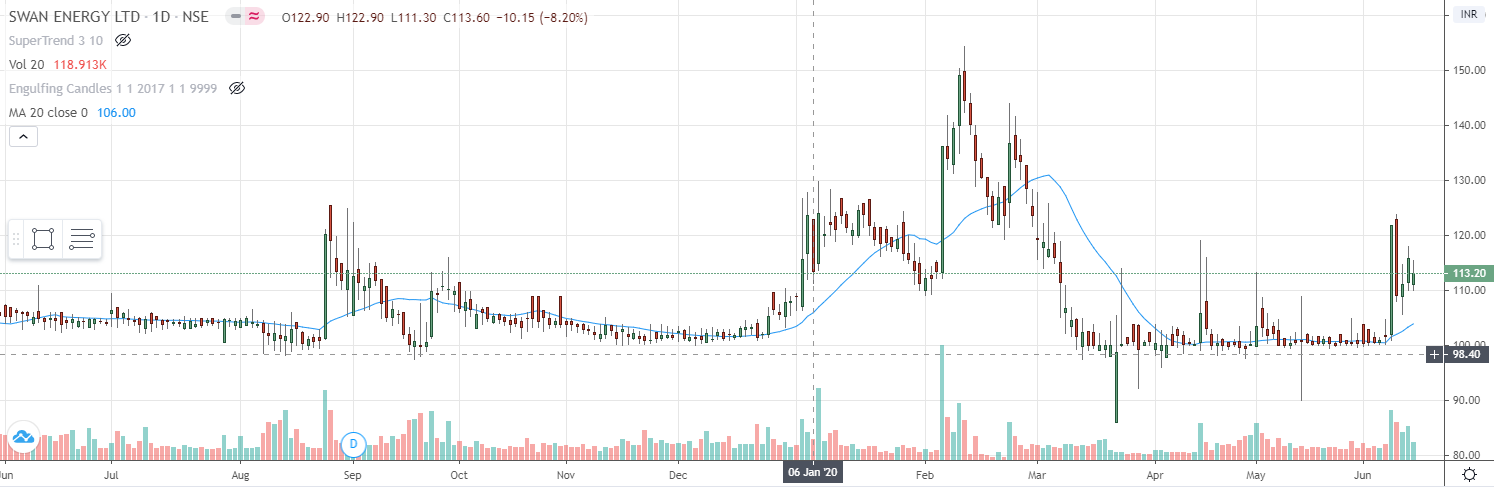 SWAN ENERGY LTD · 1D · NSE O122.90 H122.90 L111.30 C113.60 −10.15 (−8.20%)
INR
SuperTrend 3 10
Vol 20 118.913K
Engulfing Candles 1 1 2017 1 1 9999
MA 20 close 0 106.00
150.00
140.00
130.00
120.00
113.20
110.00
100.00
98.40
90.00
80.00
D
Jun Jul Aug Sep Oct Nov Dec 06 Jan '20 Feb Mar Apr May Jun